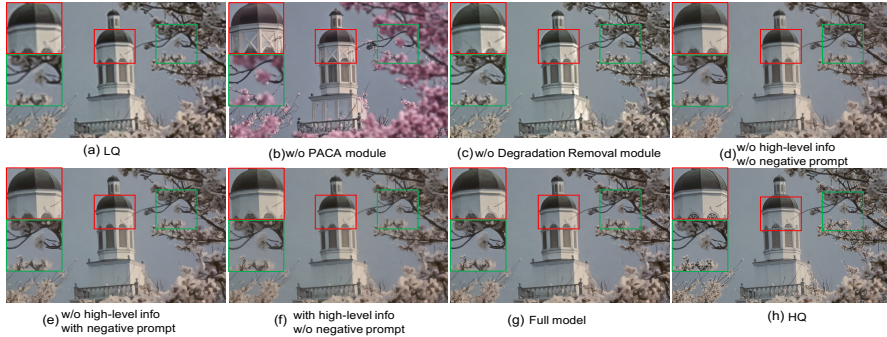 (a) LQ
(b) w/o PACA module
(c) w/o Degradation Removal module
(d) w/o high-level info
w/o negative prompt
(e) w/o high-level info
with negative prompt
(f) with high-level info
w/o negative prompt
(g) Full model
(h) HQ